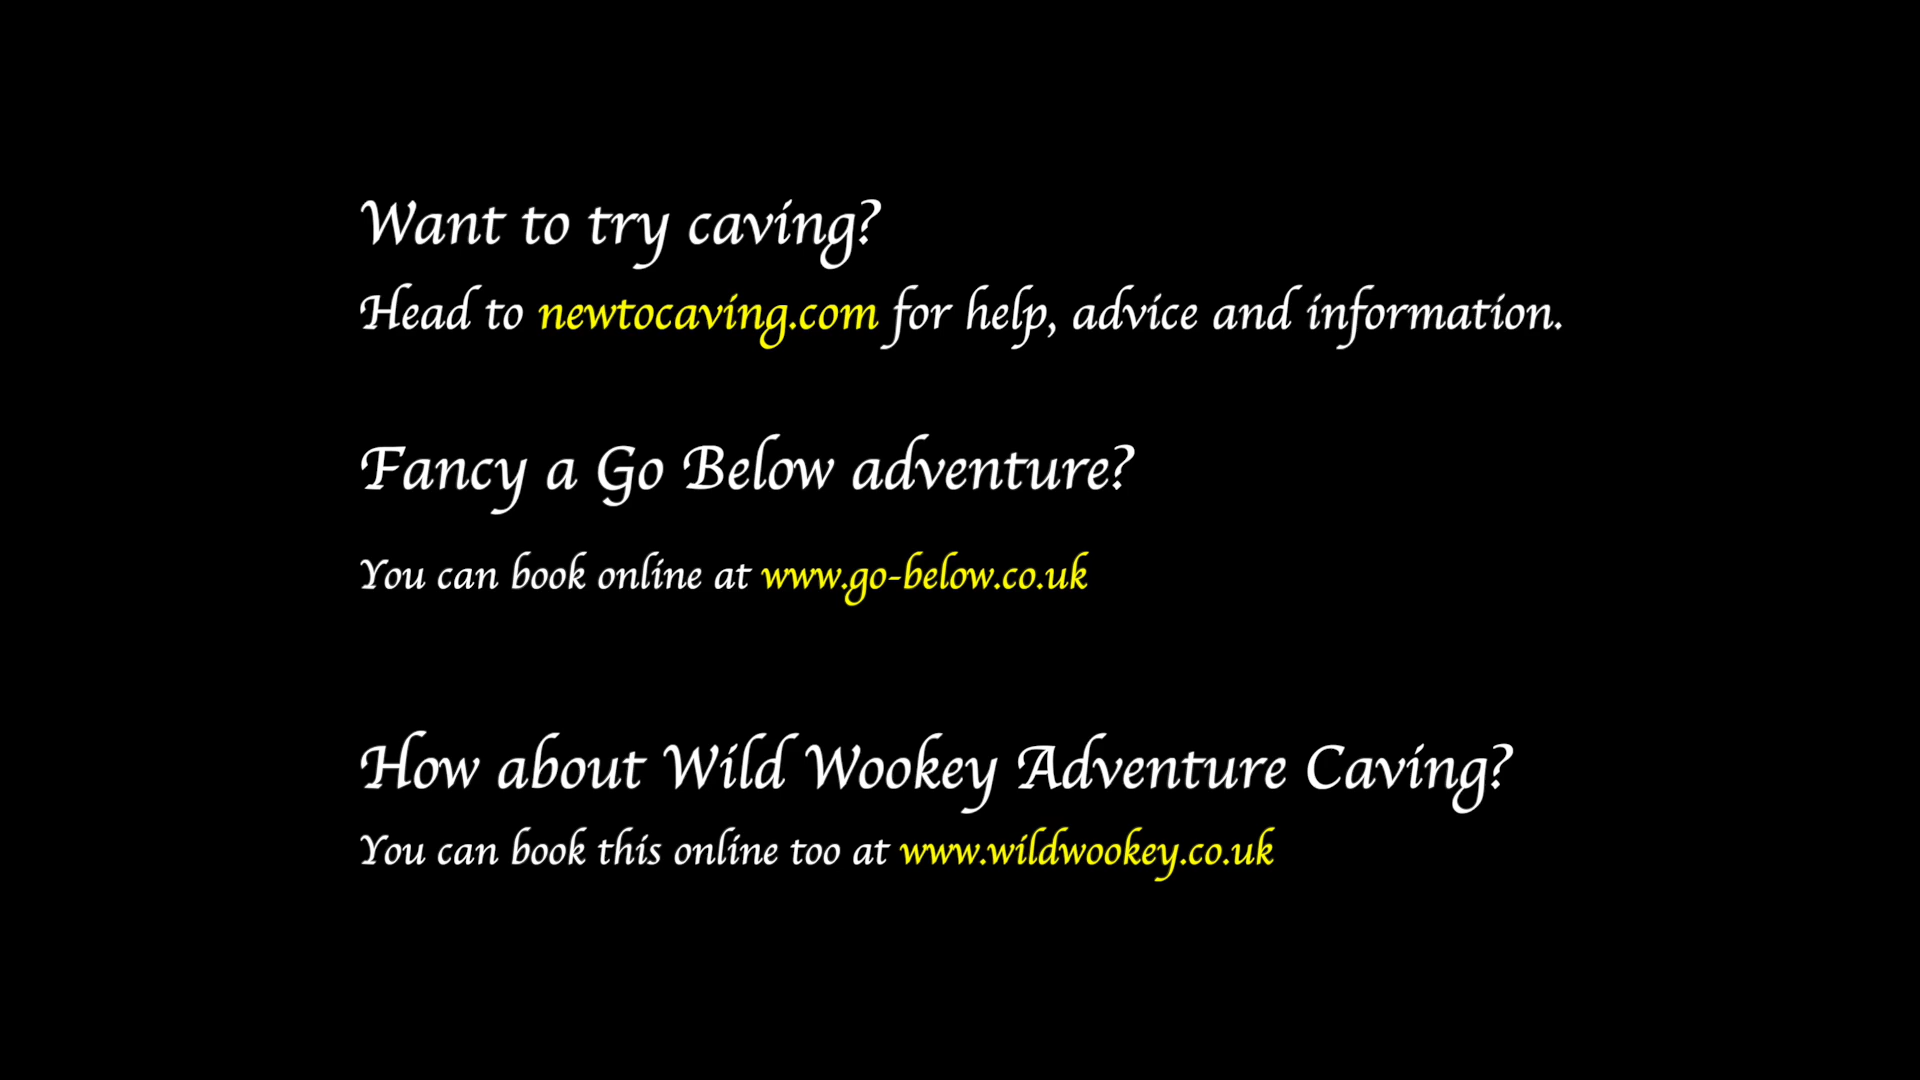 Want to try caving?
Head to newtocaving.com for help, advice and information.
Fancy a Go Below adventure?
You can book online at www.go-below.co.uk
How about Wild Wookey Adventure Caving?
You can book this online too at www.wildwookey.co.uk